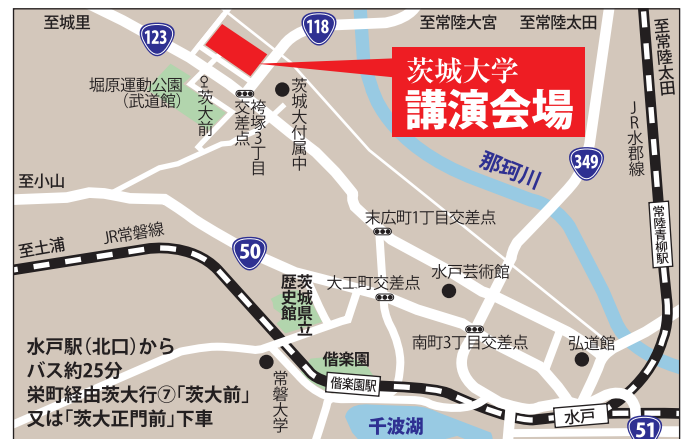 至城里
123
118
至常陸大宮
至常陸太田
至常陸太田
茨城大学
講演会場
堀原運動公園
（武道館）
茨大前
袴塚3丁目
交差点
茨城大付属中
JR水郡線
那珂川
349
至小山
末広町1丁目交差点
常陸青柳駅
至土浦
JR常磐線
50
茨城県立
歴史館
大工町交差点
水戸芸術館
南町3丁目交差点
弘道館
水戸駅（北口）から
バス約25分
栄町経由茨大行⑦「茨大前」
又は「茨大正門前」下車
偕楽園
偕楽園駅
常磐大学
千波湖
水戸
51